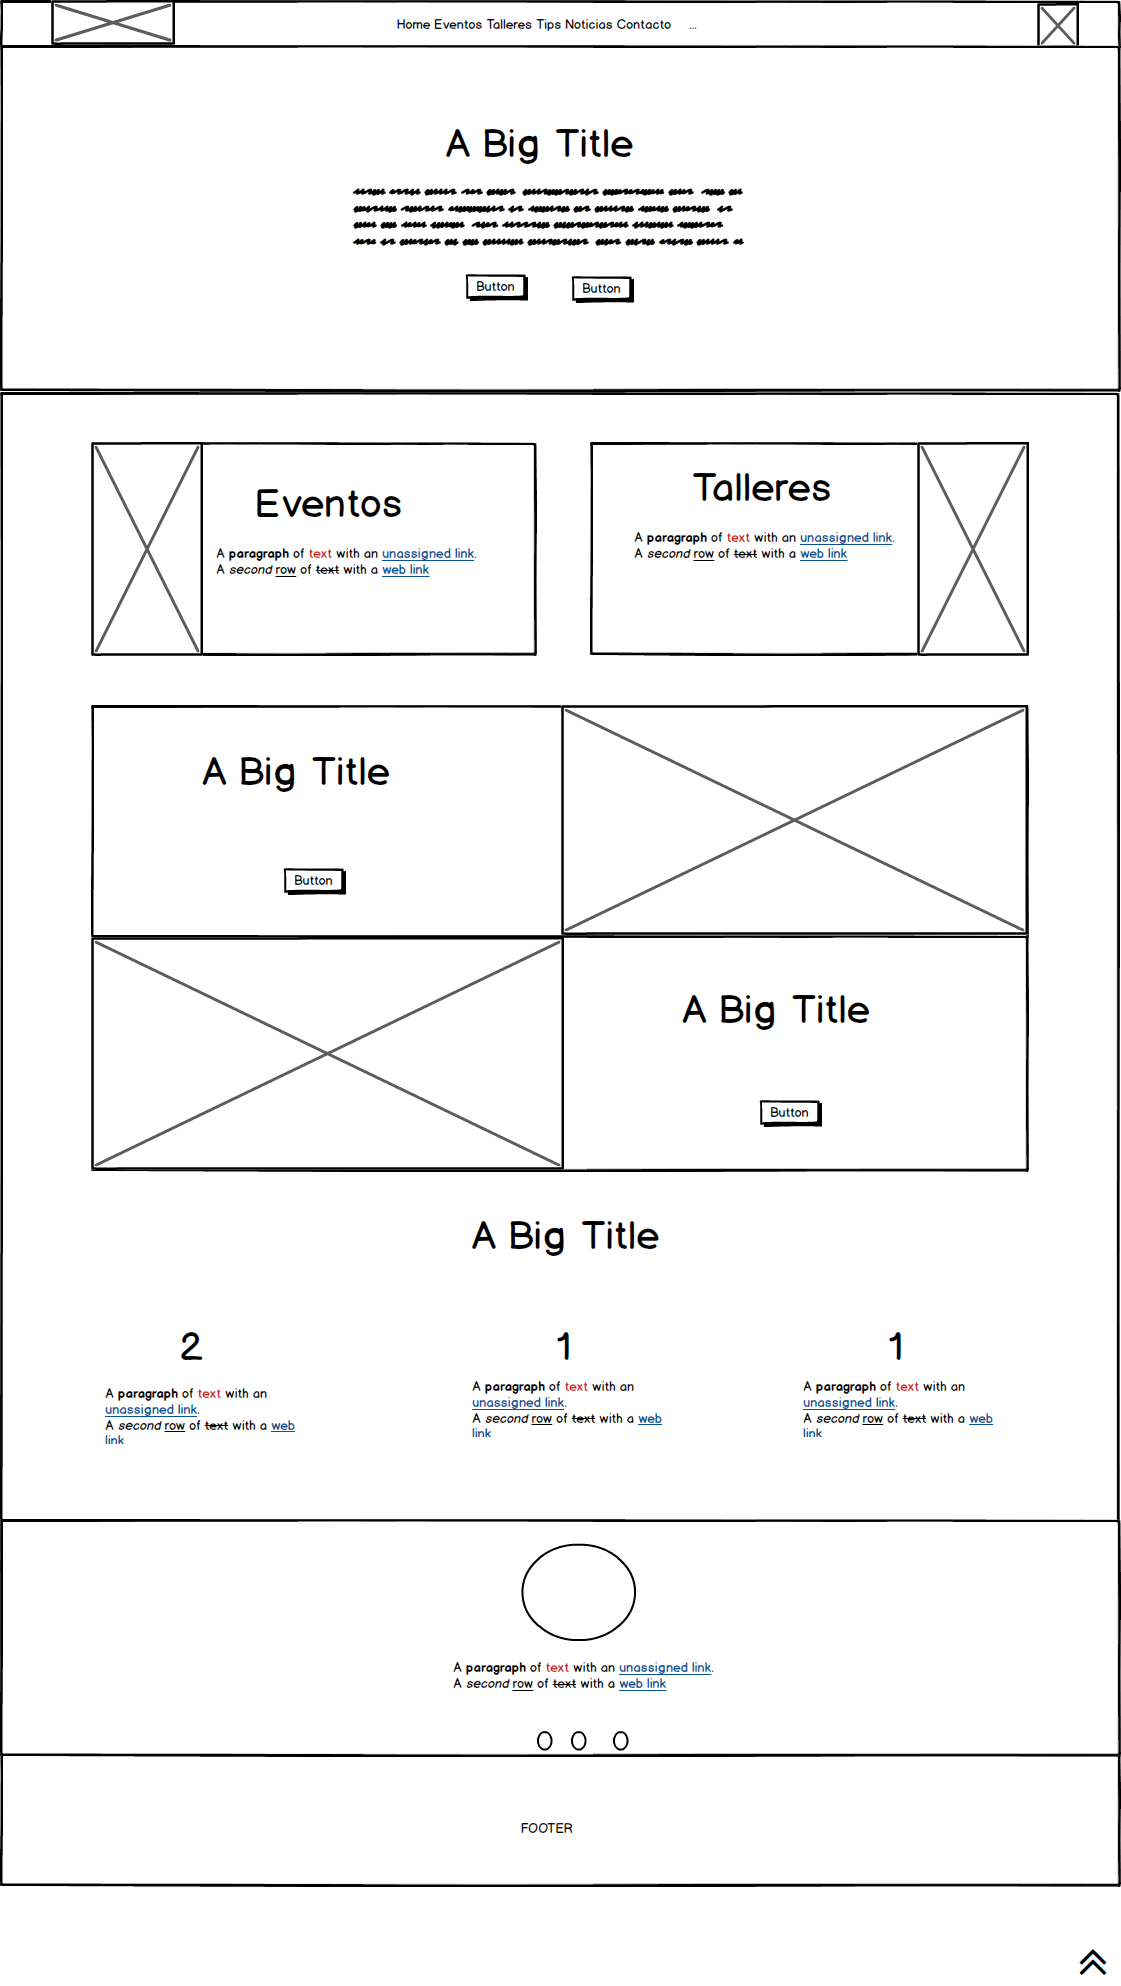 Home Eventos Talleres Tips Noticias Contacto ...
A Big Title
Button Button
Eventos
A paragraph of text with an unassigned link.
A second row of text with a web link
Talleres
A paragraph of text with an unassigned link.
A second row of text with a web link
A Big Title
Button
A Big Title
Button
A Big Title
2
A paragraph of text with an
unassigned link.
A second row of text with a web
link
1
A paragraph of text with an
unassigned link.
A second row of text with a web
link
1
A paragraph of text with an
unassigned link.
A second row of text with a web
link
A paragraph of text with an unassigned link.
A second row of text with a web link
FOOTER